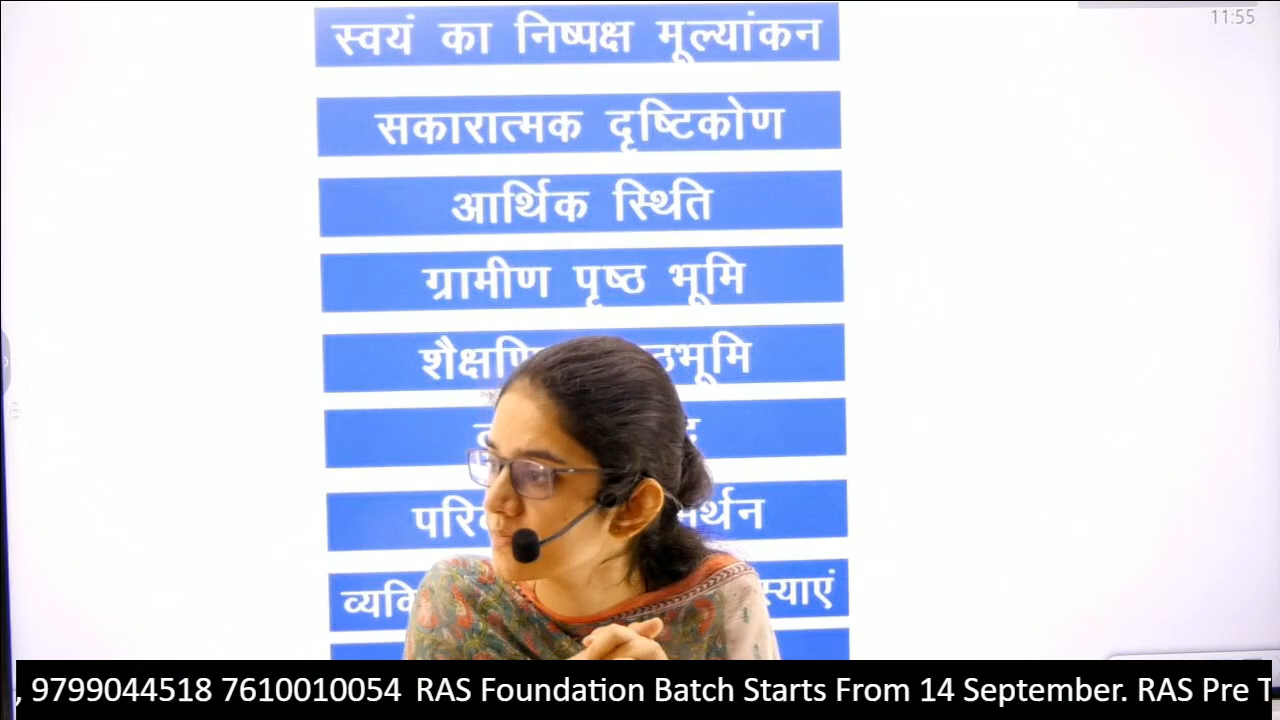 11:55
स्वयं का निष्पक्ष मूल्यांकन
सकारात्मक दृष्टिकोण
आर्थिक स्थिति
ग्रामीण पृष्ठ भूमि
, 9799044518 7610010054 RAS Foundation Batch Starts From 14 September. RAS Pre T